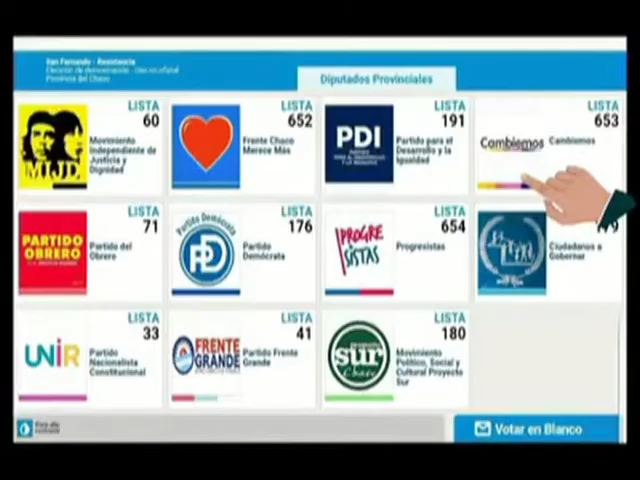 San Fernando - Resistencia
Elección de demostración - Uso no oficial
Provincia del Chaco
Diputados Provinciales
LISTA
60
MIJD
Movimiento
Independiente de
Justicia y
Dignidad
LISTA
652
Frente Chaco
Merece Más
LISTA
191
PDI
Partido para el
Desarrollo y la
Igualdad
LISTA
653
Cambiemos
Cambiemos
LISTA
71
PARTIDO
OBRERO
Partido del
Obrero
LISTA
176
Partido Demócrata
PD
Partido
Demócrata
LISTA
654
PROGRE
SISTAS
Progresistas
Ciudadanos a
Gobernar
LISTA
33
UNIR
Partido
Nacionalista
Constitucional
LISTA
41
FRENTE
GRANDE
Partido Frente
Grande
LISTA
180
sur
Chaco
Movimiento
Político, Social y
Cultural Proyecto
Sur
Votar en Blanco